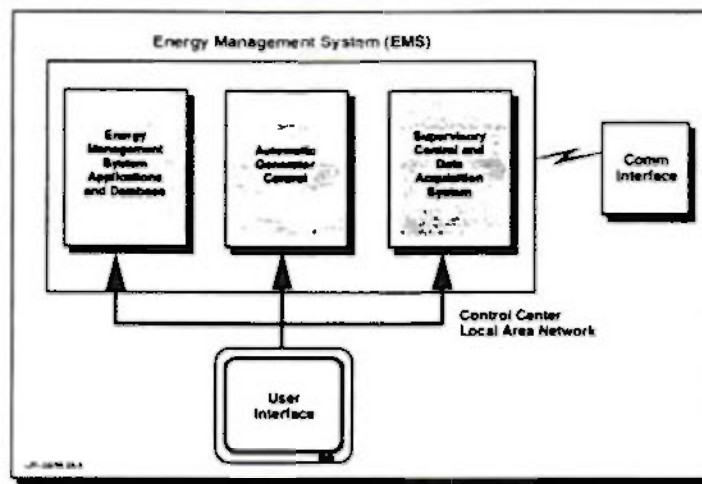 Energy Management System (EMS)
Energy
Management
System
Applications
and Database
Automatic
Generator
Control
Supervisory
Control and
Data
Acquisition
System
Comm
Interface
Control Center
Local Area Network
User
Interface